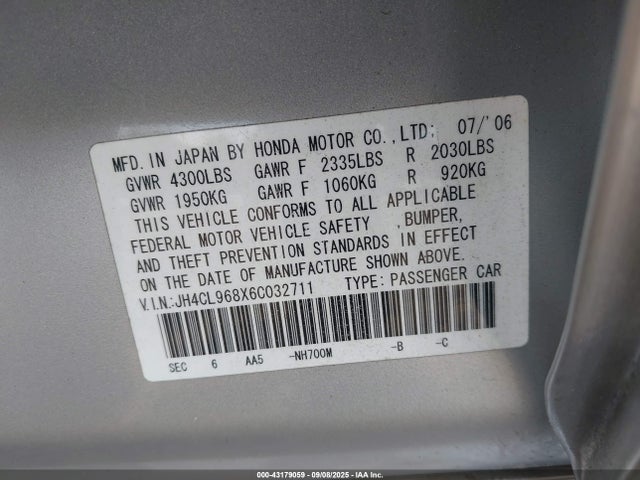 MFD. IN JAPAN BY HONDA MOTOR CO., LTD. 07/'06
GVWR 4300LBS GAWR F 2335LBS R 2030LBS
GVWR 1950KG GAWR F 1060KG R 920KG
THIS VEHICLE CONFORMS TO ALL APPLICABLE
FEDERAL MOTOR VEHICLE SAFETY ,BUMPER,
AND THEFT PREVENTION STANDARDS IN EFFECT
ON THE DATE OF MANUFACTURE SHOWN ABOVE.
V.I.N.:JH4CL968X6C032711 TYPE: PASSENGER CAR
SEC 6 AA5 -NH700M -B -C
000-43179059 - 09/08/2025 - IAA Inc.